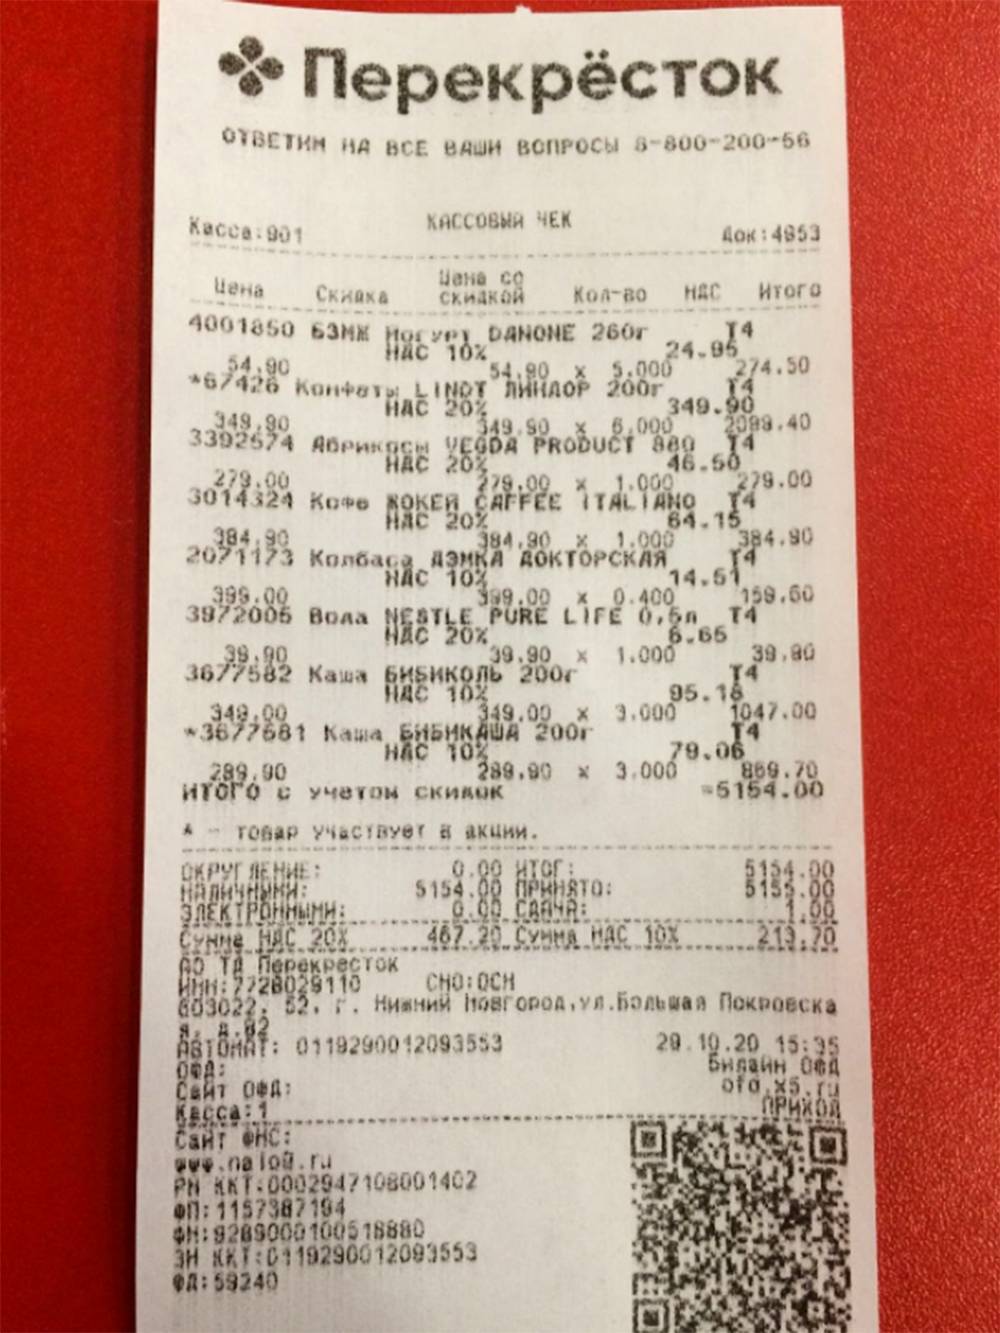 Перекрёсток
ОТВЕТИМ НА ВСЕ ВАШИ ВОПРОСЫ 8-800-200-56
КАССОВЫЙ ЧЕК
Касса:901 Док:4953
Цена Скидка Цена со скидкой Кол-во НДС Итого
4001850 БЗМЖ Йогурт DANONE 260г Т4
НДС 10% 24.95
54.90 54.90 x 5.000 274.50
*67426 Конфеты LINDT ЛИНДОР 200г Т4
НДС 20% 349.90
349.90 349.90 x 6.000 2099.40
3392574 Абрикосы VEGDA PRODUCT 880 Т4
НДС 20% 46.50
279.00 279.00 x 1.000 279.00
3014324 Кофе ЖОКЕЙ CAFFEE ITALIANO Т4
НДС 20% 64.15
384.90 384.90 x 1.000 384.90
2071173 Колбаса ДЭМКА ДОКТОРСКАЯ Т4
НДС 10% 14.51
399.00 399.00 x 0.400 159.60
3972005 Вода NESTLE PURE LIFE 0,5л Т4
НДС 20% 6.65
39.90 39.90 x 1.000 39.90
3677582 Каша БИБИКОЛЬ 200г Т4
НДС 10% 95.18
349.00 349.00 x 3.000 1047.00
*3677681 Каша БИБИКАША 200г Т4
НДС 10% 79.06
289.90 289.90 x 3.000 869.70
ИТОГО с учетом скидок =5154.00
* - товар участвует в акции.
ОКРУГЛЕНИЕ: 0.00 ИТОГ: 5154.00
НАЛИЧНЫМИ: 5154.00 ПРИНЯТО: 5155.00
ЭЛЕКТРОННЫМИ: 0.00 СДАЧА: 1.00
Сумма НДС 20% 467.20 Сумма НДС 10% 213.70
АО ТД Перекресток
ИНН:7728029110 СНО:ОСН
603022, 52, г. Нижний Новгород,ул.Большая Покровска
я, д.82
АВТОМАТ: 0119290012093553 29.10.20 15:35
ОФД: Билайн ОФД
Сайт ОФД: ofd.x5.ru
Касса:1 ПРИХОД
Сайт ФНС:
www.nalog.ru
РН ККТ:0002947108001402
ФП:1157387194
ФН:9289000100518880
ЗН ККТ:0119290012093553
ФД:59240